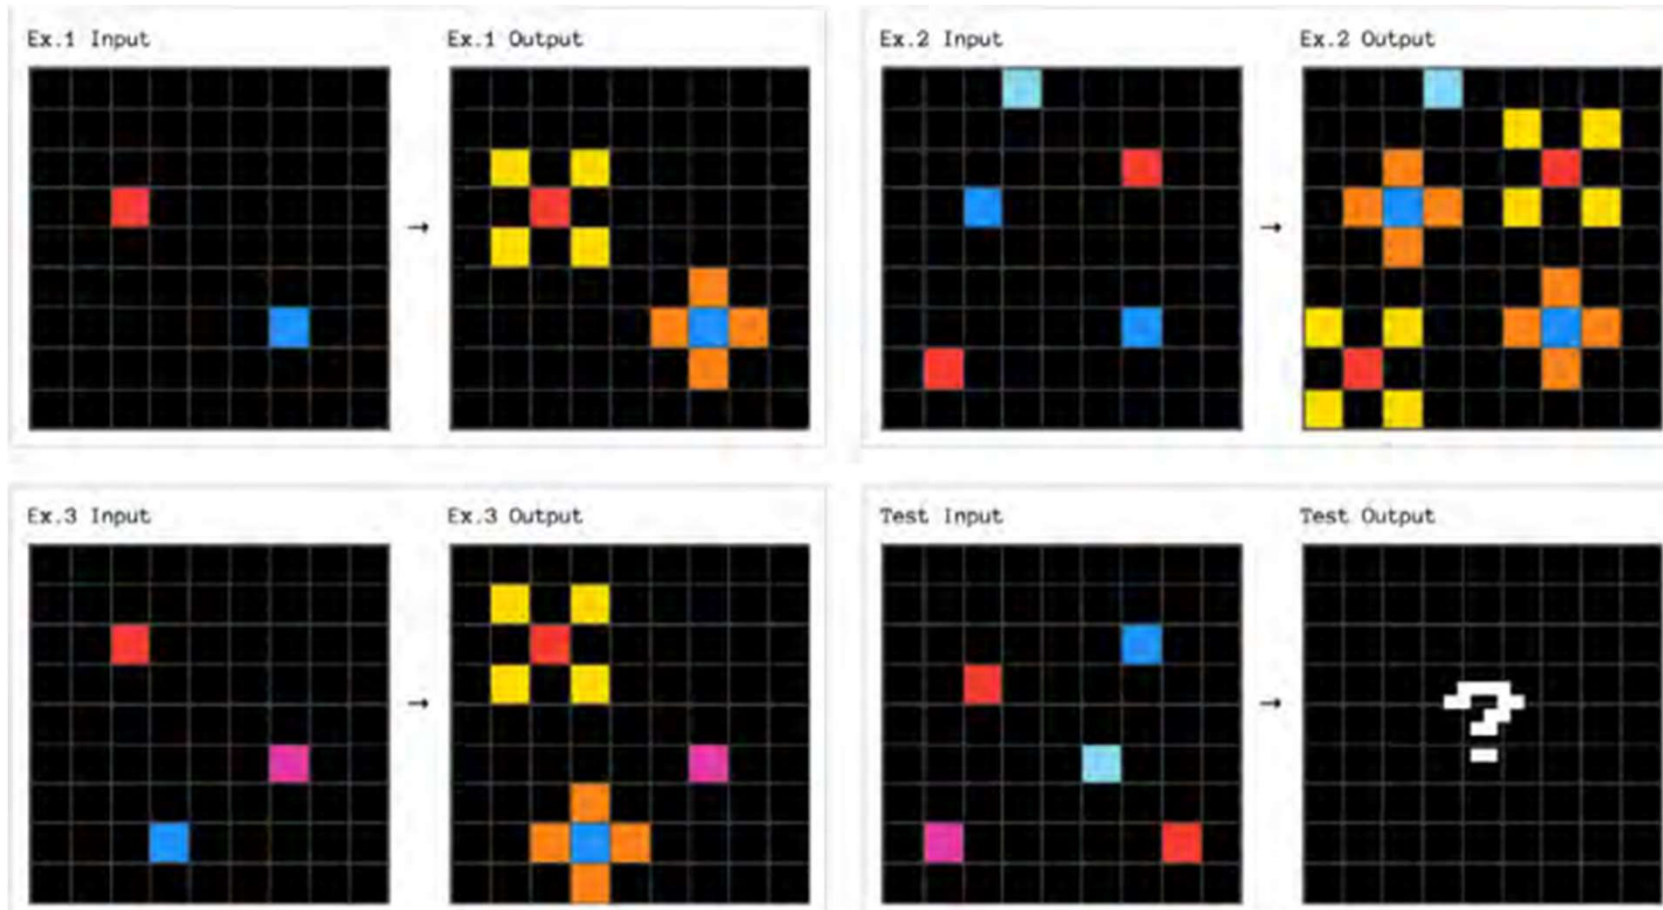 Ex.1 Input
Ex.1 Output
Ex.2 Input
Ex.2 Output
→
→
Ex.3 Input
Ex.3 Output
Test Input
Test Output
→
→
?